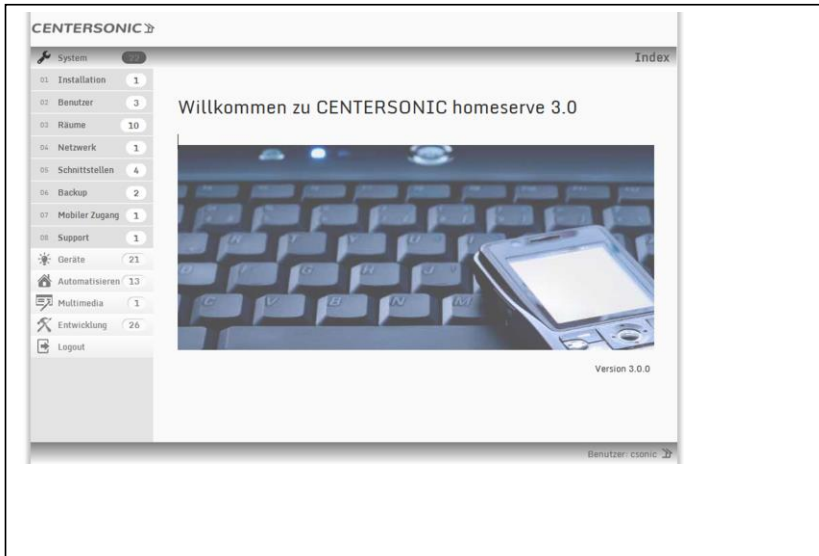 CENTERSONIC
System
Index
01 Installation 1
02 Benutzer 3
03 Räume 10
04 Netzwerk 1
05 Schnittstellen 4
06 Backup 2
07 Mobiler Zugang 1
08 Support 1
Geräte 21
Automatisieren 13
Multimedia 1
Entwicklung 26
Logout
Willkommen zu CENTERSONIC homeserve 3.0
Version 3.0.0
Benutzer: csonic